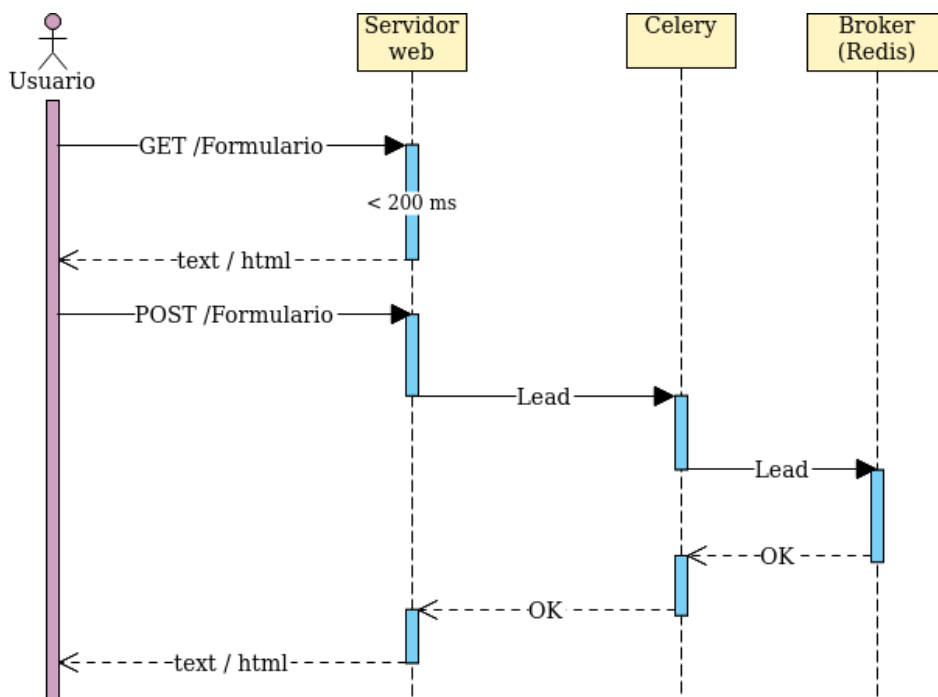 Servidor
web
Celery
Broker
(Redis)
Usuario
GET /Formulario
< 200 ms
text / html
POST /Formulario
Lead
Lead
OK
OK
text / html